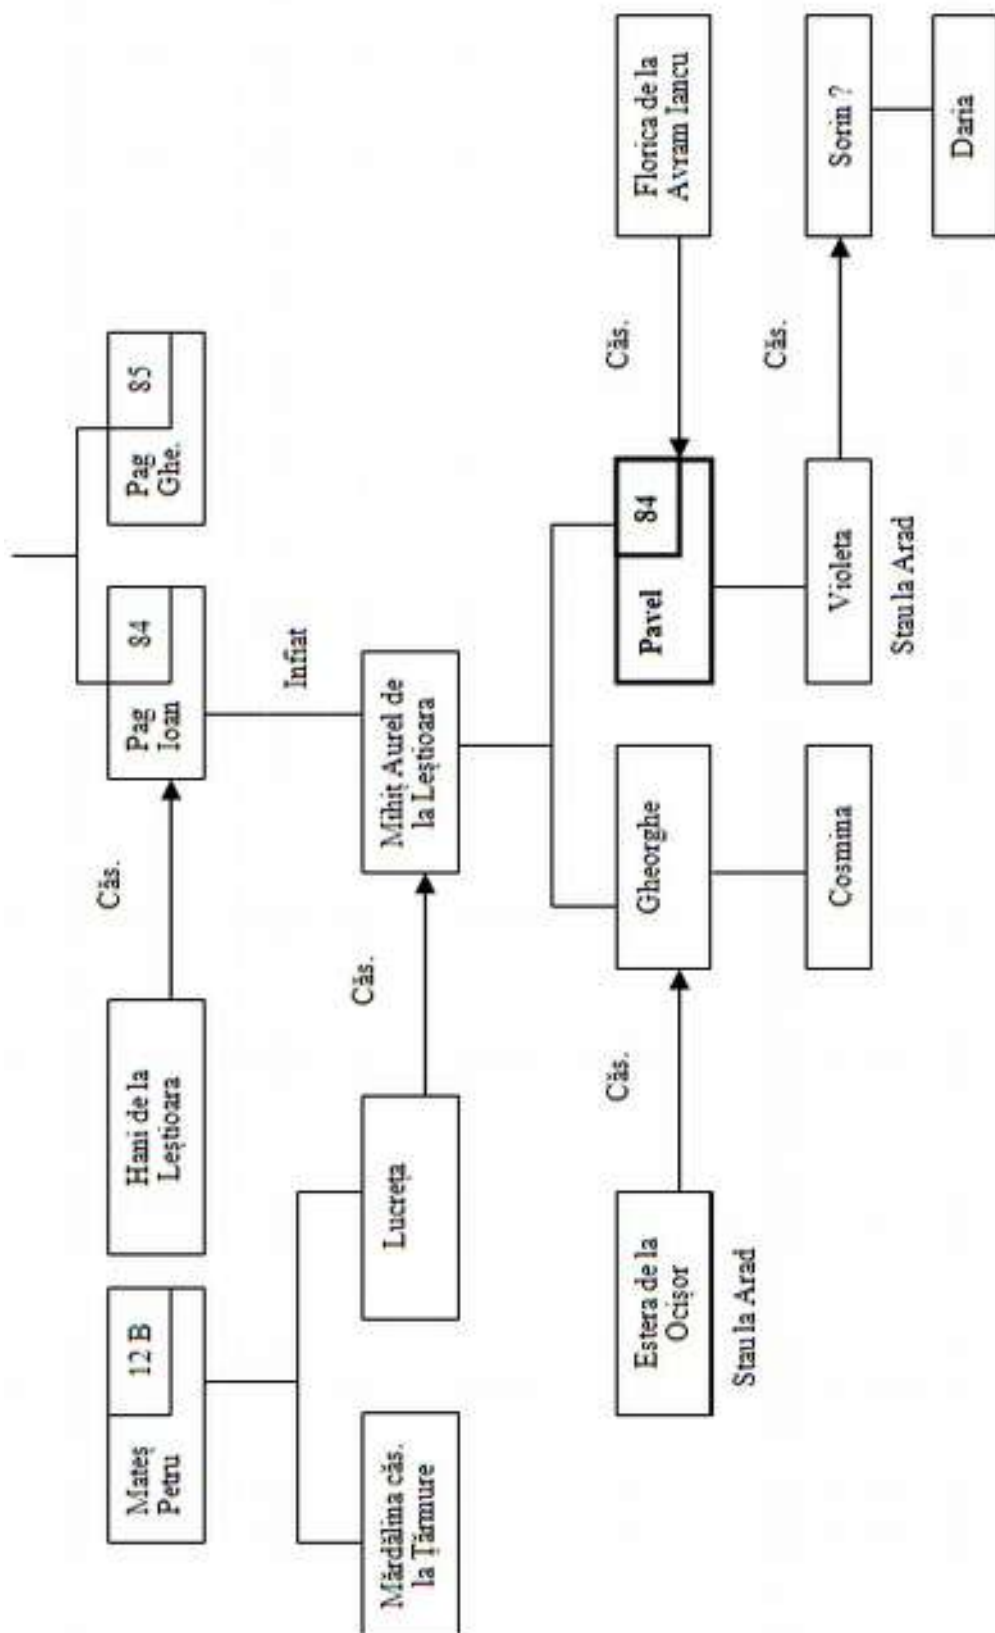 Mateș
Petru
12 B
Hani de la
Leștioara
Căs.
Pag
Ioan
84
Pag
Ghe.
85
Infiat
Mărdălina căs.
la Țărmure
Lucreța
Căs.
Mihiț Aurel de
la Leștioara
Estera de la
Ocișor
Stau la Arad
Căs.
Gheorghe
Pavel
84
Căs.
Florica de la
Avram Iancu
Cosmina
Violeta
Stau la Arad
Căs.
Sorin ?
Daria